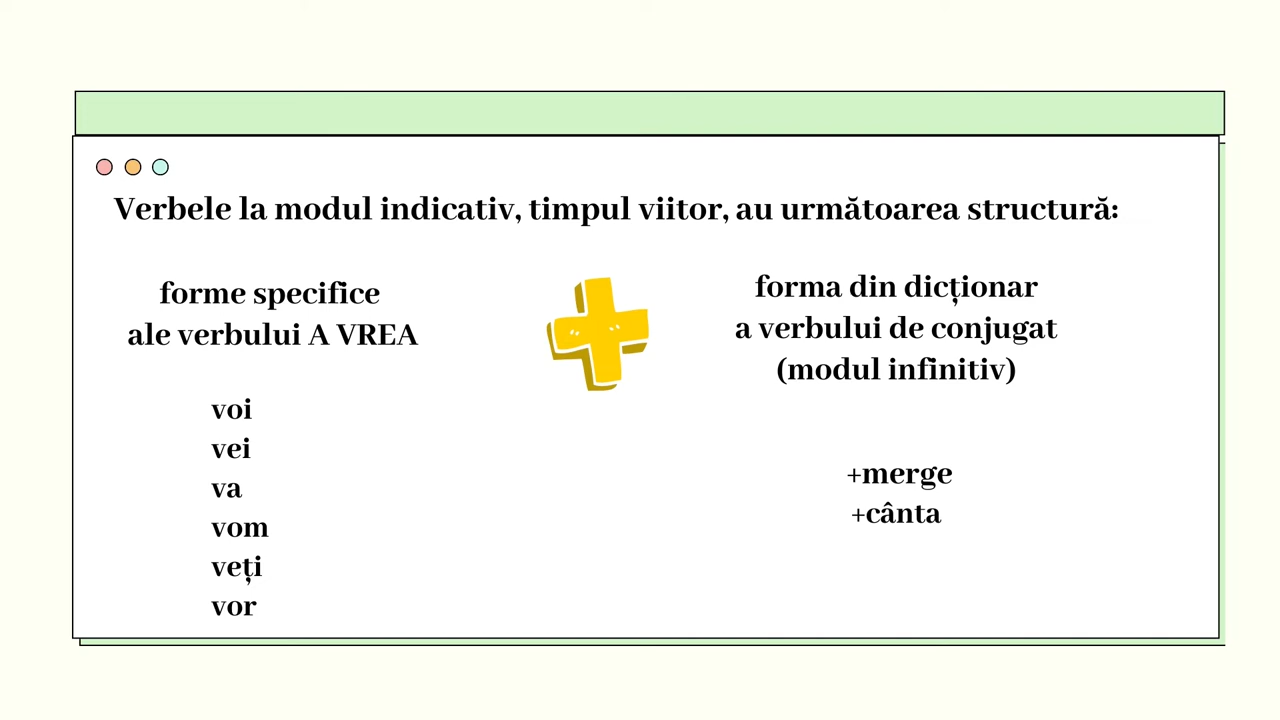 Verbele la modul indicativ, timpul viitor, au următoarea structură:
forme specifice
ale verbului A VREA
voi
vei
va
vom
veți
vor
forma din dicționar
a verbului de conjugat
(modul infinitiv)
+merge
+cânta